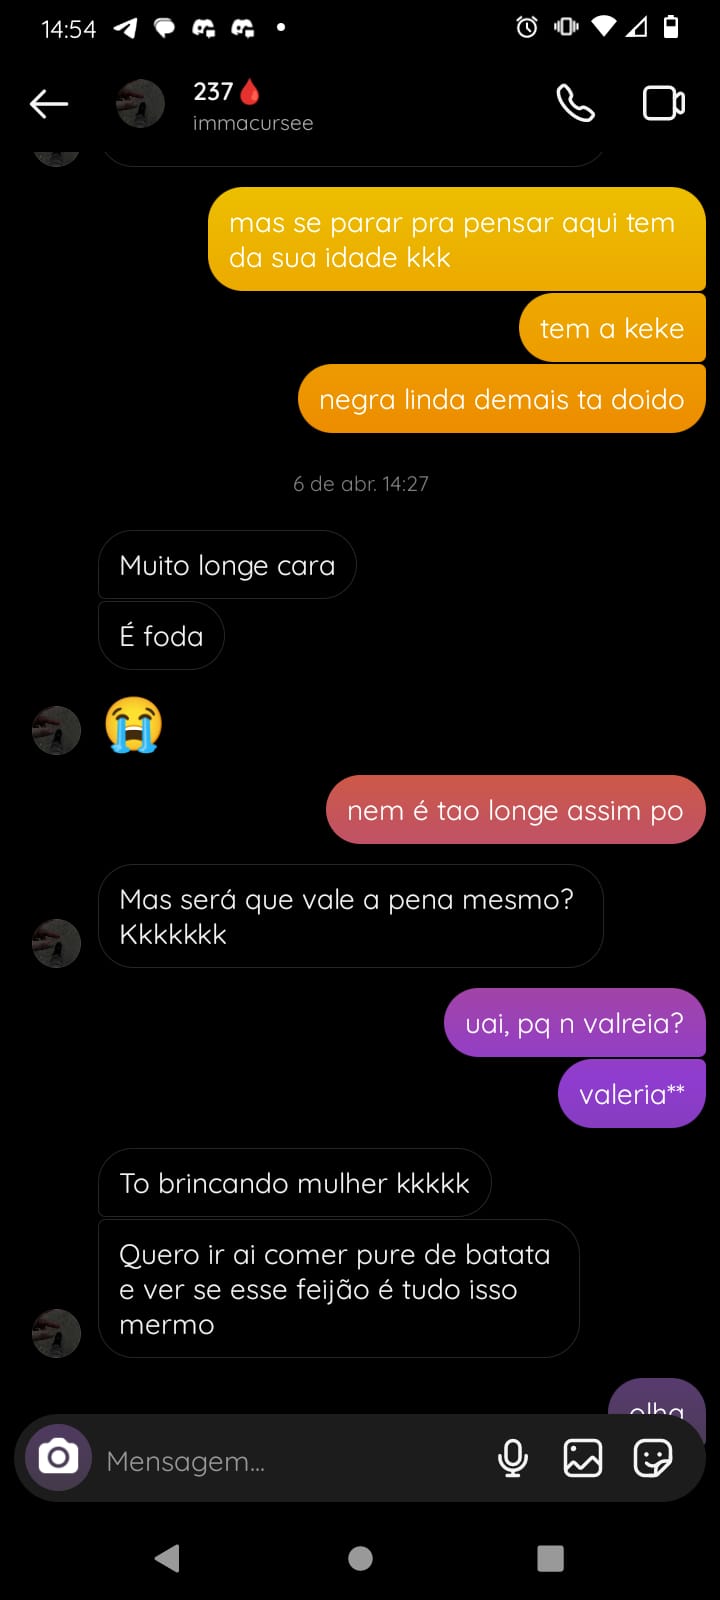 14:54
237🩸
immacursee
mas se parar pra pensar aqui tem
da sua idade kkk
tem a keke
negra linda demais ta doido
6 de abr. 14:27
Muito longe cara
É foda
😭
nem é tao longe assim po
Mas será que vale a pena mesmo?
Kkkkkkk
uai, pq n valreia?
valeria**
To brincando mulher kkkkk
Quero ir ai comer pure de batata
e ver se esse feijão é tudo isso
mermo
olha
Mensagem...